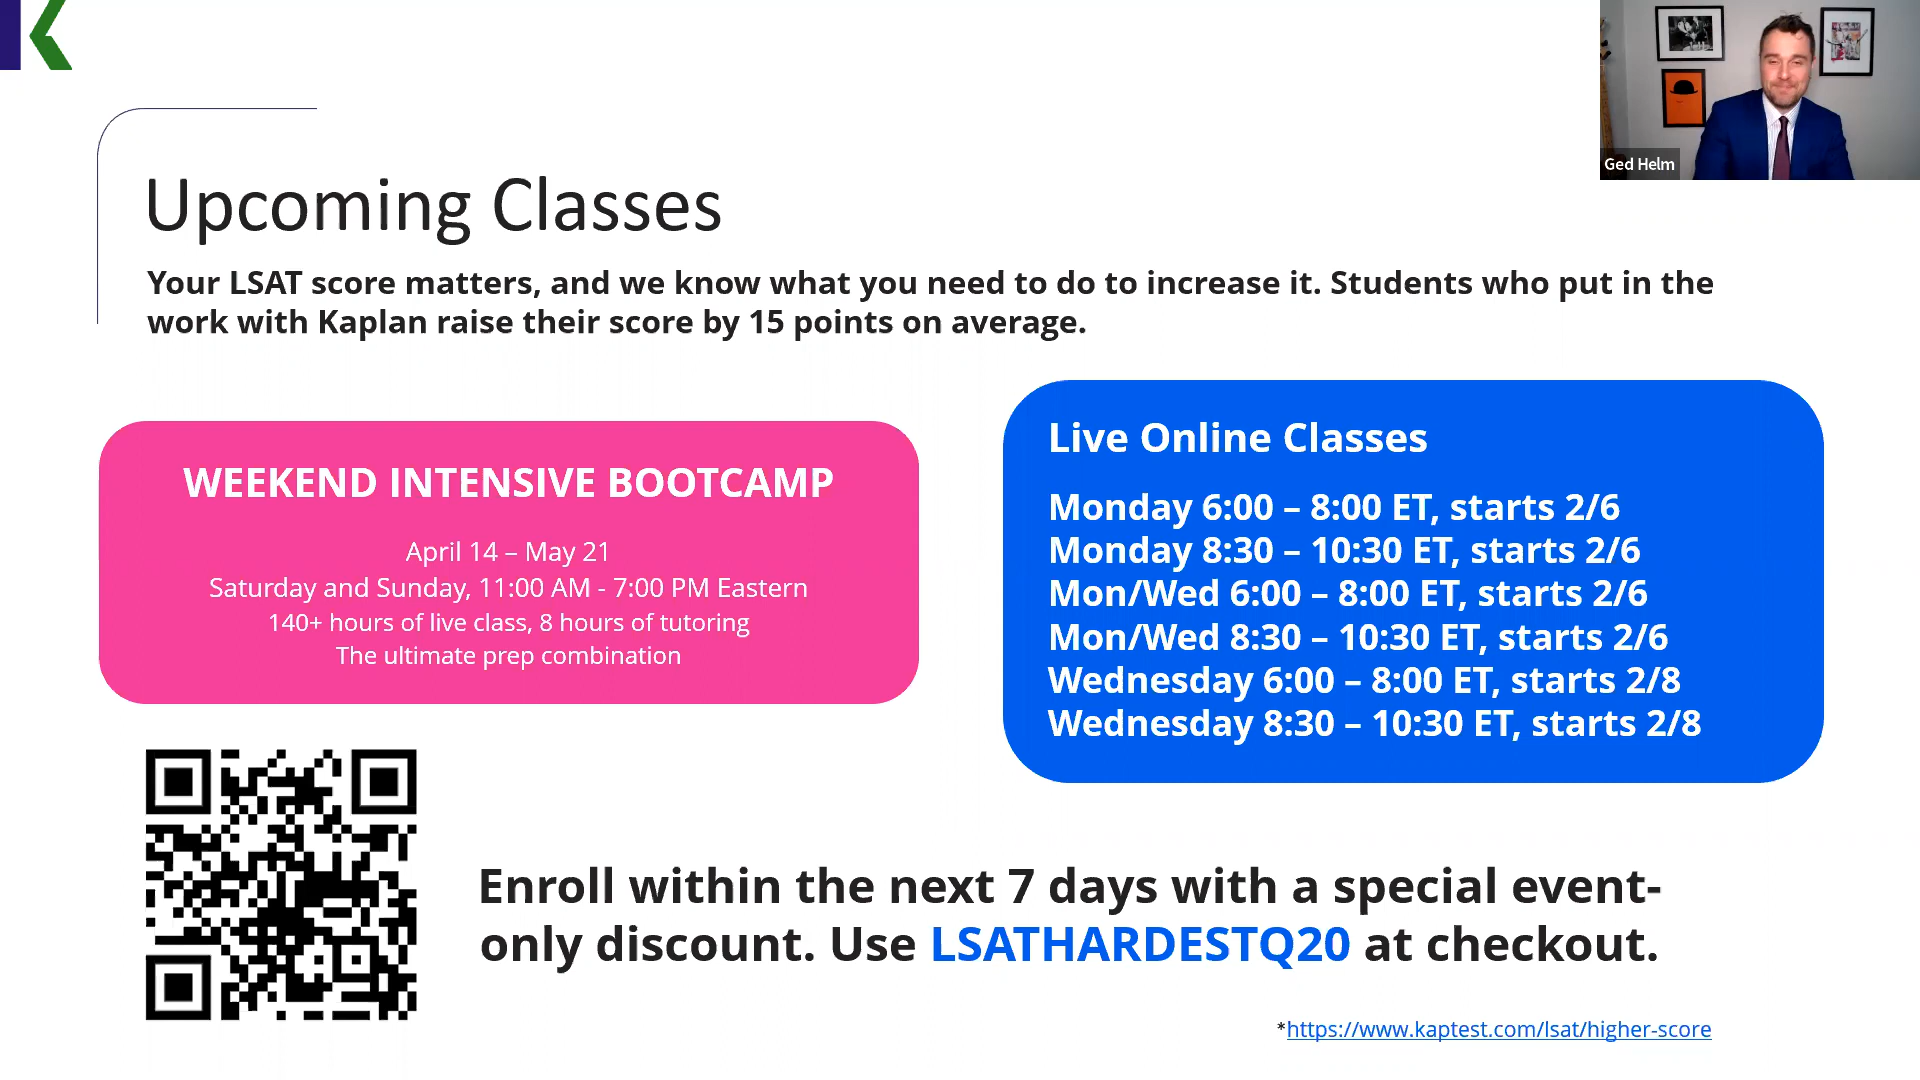 Ged Helm
Upcoming Classes
Your LSAT score matters, and we know what you need to do to increase it. Students who put in the
work with Kaplan raise their score by 15 points on average.
WEEKEND INTENSIVE BOOTCAMP
April 14 – May 21
Saturday and Sunday, 11:00 AM - 7:00 PM Eastern
140+ hours of live class, 8 hours of tutoring
The ultimate prep combination
Live Online Classes
Monday 6:00 – 8:00 ET, starts 2/6
Monday 8:30 – 10:30 ET, starts 2/6
Mon/Wed 6:00 – 8:00 ET, starts 2/6
Mon/Wed 8:30 – 10:30 ET, starts 2/6
Wednesday 6:00 – 8:00 ET, starts 2/8
Wednesday 8:30 – 10:30 ET, starts 2/8
Enroll within the next 7 days with a special event-
only discount. Use LSATHARDESTQ20 at checkout.
*https://www.kaptest.com/lsat/higher-score